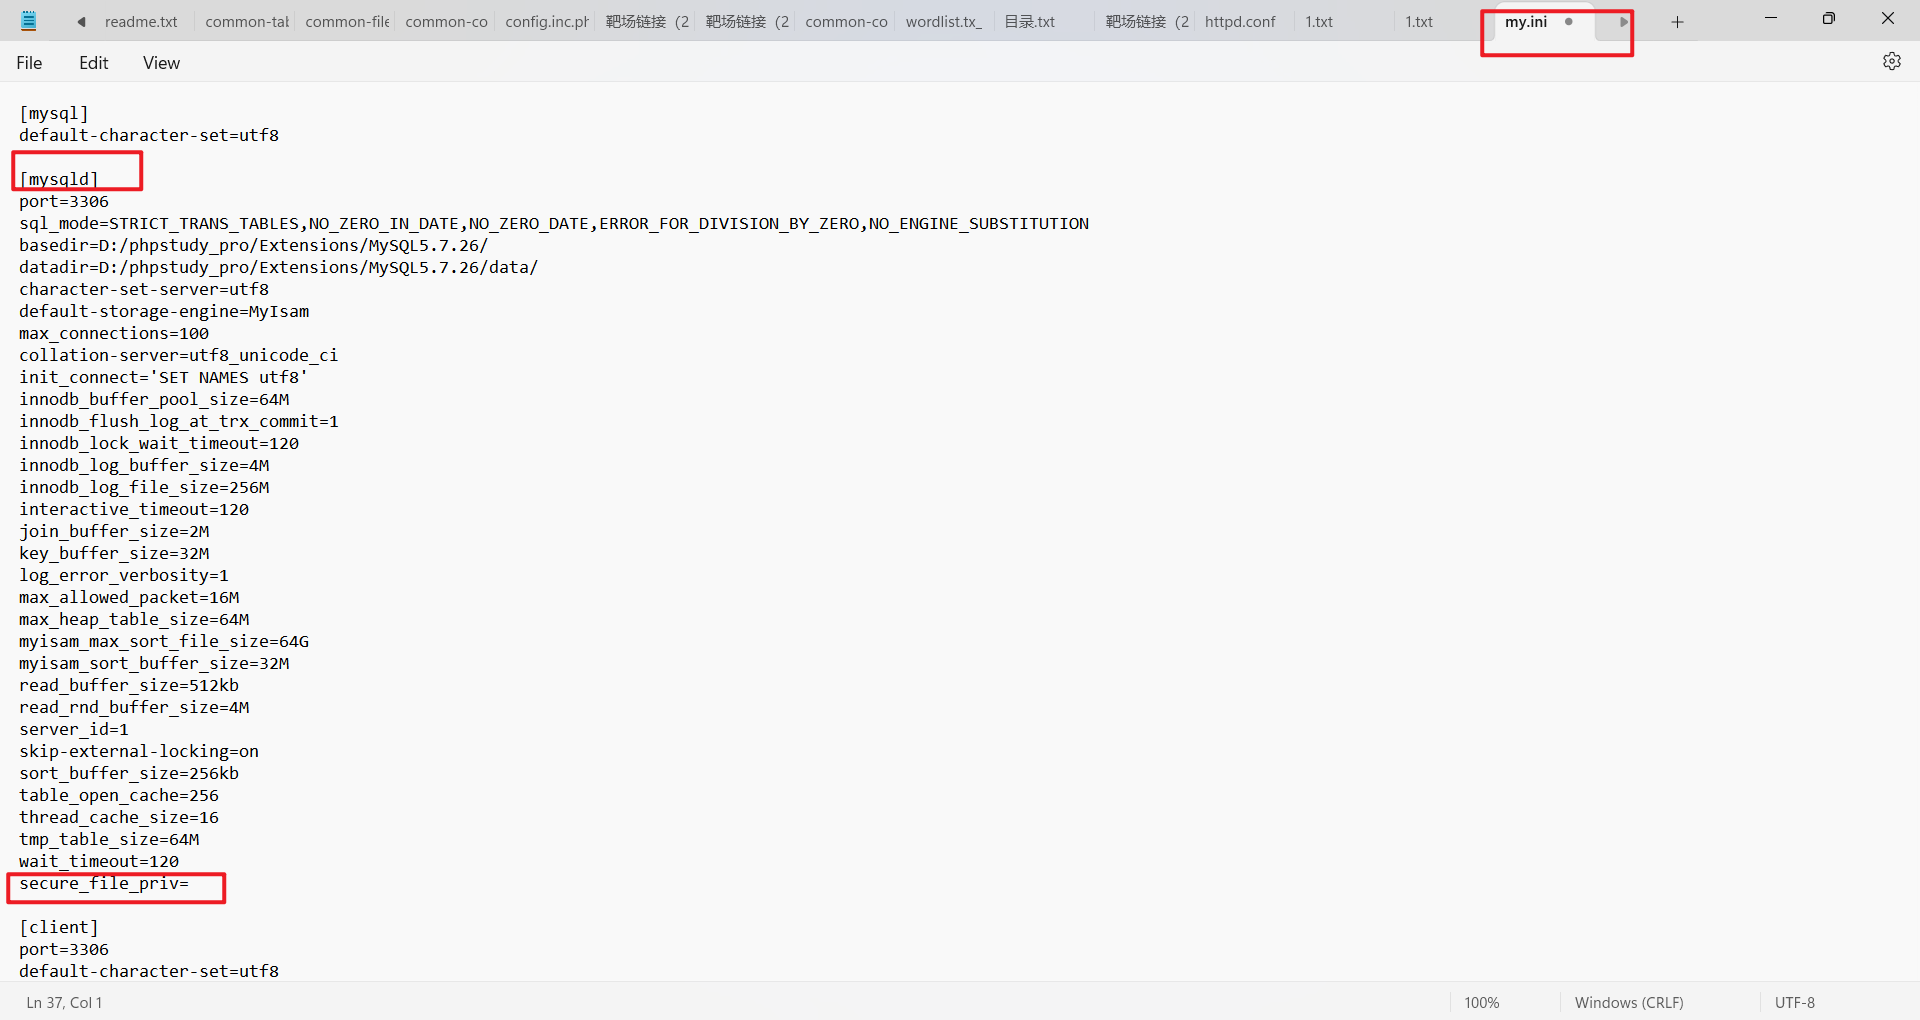 readme.txt common-tab common-file common-co config.inc.ph 靶场链接（2 靶场链接（2 common-co wordlist.tx_ 目录.txt 靶场链接（2 httpd.conf 1.txt 1.txt my.ini
File Edit View
[mysql]
default-character-set=utf8
[mysqld]
port=3306
sql_mode=STRICT_TRANS_TABLES,NO_ZERO_IN_DATE,NO_ZERO_DATE,ERROR_FOR_DIVISION_BY_ZERO,NO_ENGINE_SUBSTITUTION
basedir=D:/phpstudy_pro/Extensions/MySQL5.7.26/
datadir=D:/phpstudy_pro/Extensions/MySQL5.7.26/data/
character-set-server=utf8
default-storage-engine=MyIsam
max_connections=100
collation-server=utf8_unicode_ci
init_connect='SET NAMES utf8'
innodb_buffer_pool_size=64M
innodb_flush_log_at_trx_commit=1
innodb_lock_wait_timeout=120
innodb_log_buffer_size=4M
innodb_log_file_size=256M
interactive_timeout=120
join_buffer_size=2M
key_buffer_size=32M
log_error_verbosity=1
max_allowed_packet=16M
max_heap_table_size=64M
myisam_max_sort_file_size=64G
myisam_sort_buffer_size=32M
read_buffer_size=512kb
read_rnd_buffer_size=4M
server_id=1
skip-external-locking=on
sort_buffer_size=256kb
table_open_cache=256
thread_cache_size=16
tmp_table_size=64M
wait_timeout=120
secure_file_priv=
[client]
port=3306
default-character-set=utf8
Ln 37, Col 1 100% Windows (CRLF) UTF-8